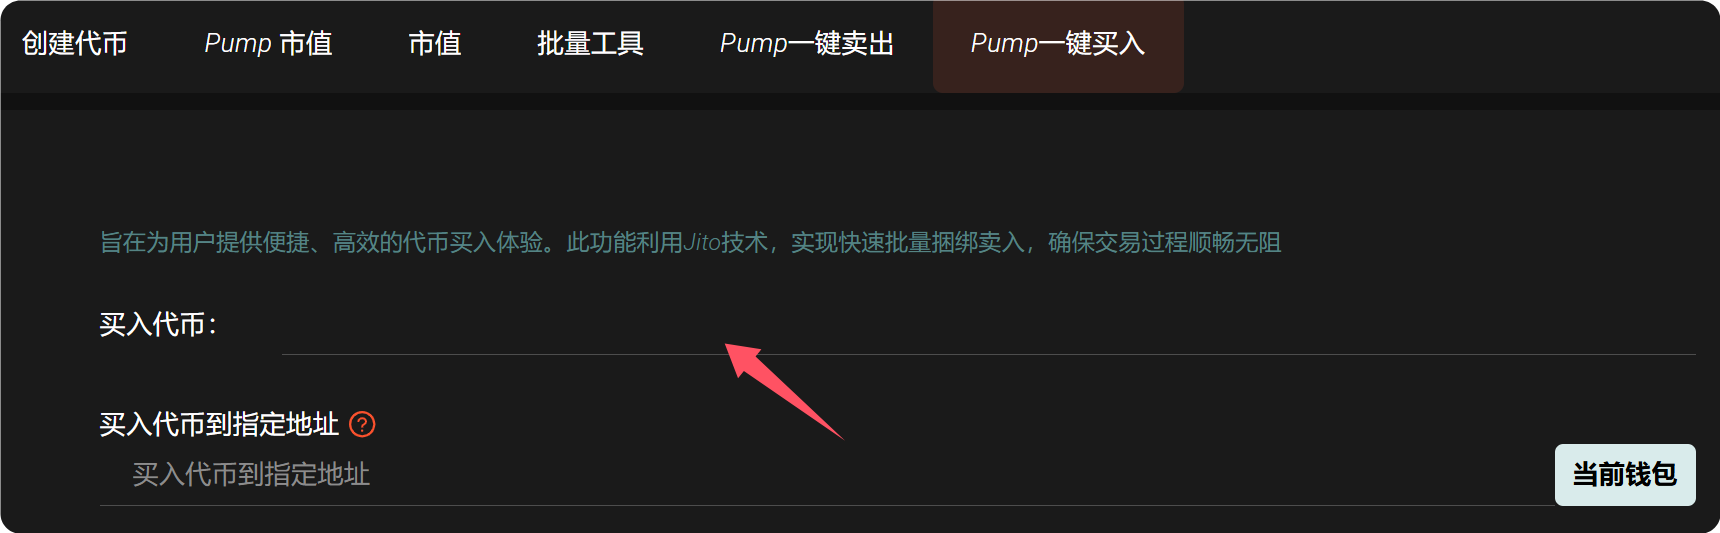 创建代币 Pump 市值 市值 批量工具 Pump一键卖出 Pump一键买入
旨在为用户提供便捷、高效的代币买入体验。此功能利用Jito技术，实现快速批量捆绑卖入，确保交易过程顺畅无阻
买入代币：
买入代币到指定地址 ?
买入代币到指定地址 当前钱包